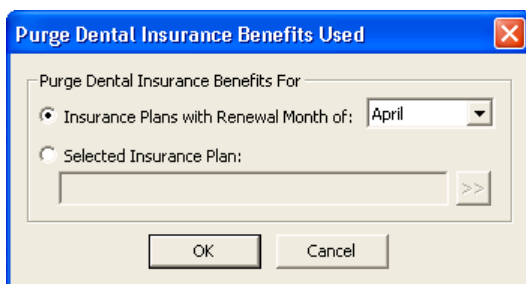 Purge Dental Insurance Benefits Used
Purge Dental Insurance Benefits For
Insurance Plans with Renewal Month of: April
Selected Insurance Plan:
>>
OK Cancel